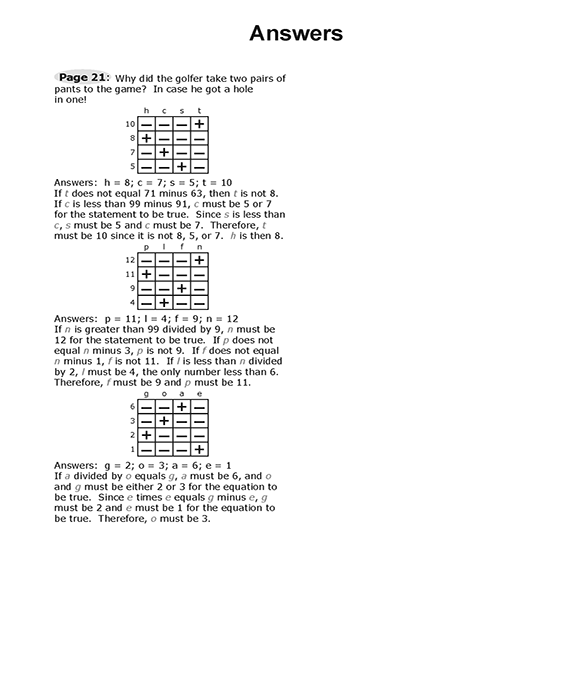 Answers
Page 21: Why did the golfer take two pairs of
pants to the game? In case he got a hole
in one!
h c s t
10 — — — +
8 + — — —
7 — + — —
5 — — + —
Answers: h = 8; c = 7; s = 5; t = 10
If t does not equal 71 minus 63, then t is not 8.
If c is less than 99 minus 91, c must be 5 or 7
for the statement to be true. Since s is less than
c, s must be 5 and c must be 7. Therefore, t
must be 10 since it is not 8, 5, or 7. h is then 8.
p l f n
12 — — — +
11 + — — —
9 — — + —
4 — + — —
Answers: p = 11; l = 4; f = 9; n = 12
If n is greater than 99 divided by 9, n must be
12 for the statement to be true. If p does not
equal n minus 3, p is not 9. If f does not equal
n minus 1, f is not 11. If l is less than n divided
by 2, l must be 4, the only number less than 6.
Therefore, f must be 9 and p must be 11.
g o a e
6 — — + —
3 — + — —
2 + — — —
1 — — — +
Answers: g = 2; o = 3; a = 6; e = 1
If a divided by o equals g, a must be 6, and o
and g must be either 2 or 3 for the equation to
be true. Since e times e equals g minus e, g
must be 2 and e must be 1 for the equation to
be true. Therefore, o must be 3.